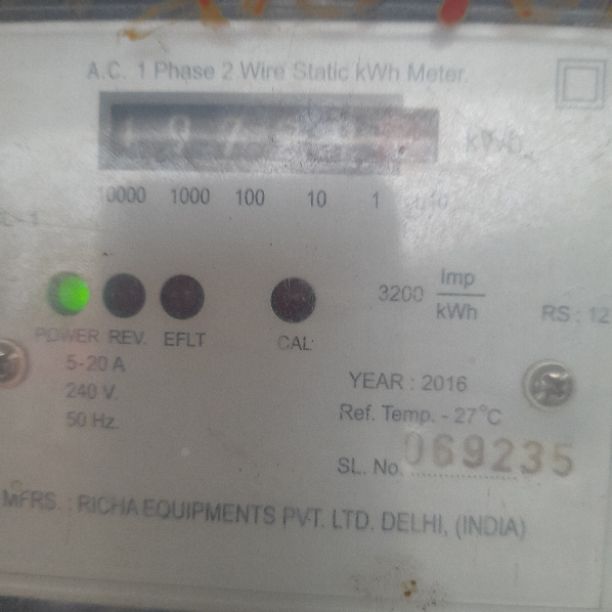 A.C. 1 Phase 2 Wire Static kWh Meter.
kWh
10000 1000 100 10 1 1/10
3200 Imp
kWh
RS : 12
POWER REV. EFLT CAL
5-20 A
240 V.
50 Hz.
YEAR : 2016
Ref. Temp. - 27°C
SL. No. 069235
MFRS. : RICHA EQUIPMENTS PVT. LTD. DELHI, (INDIA)